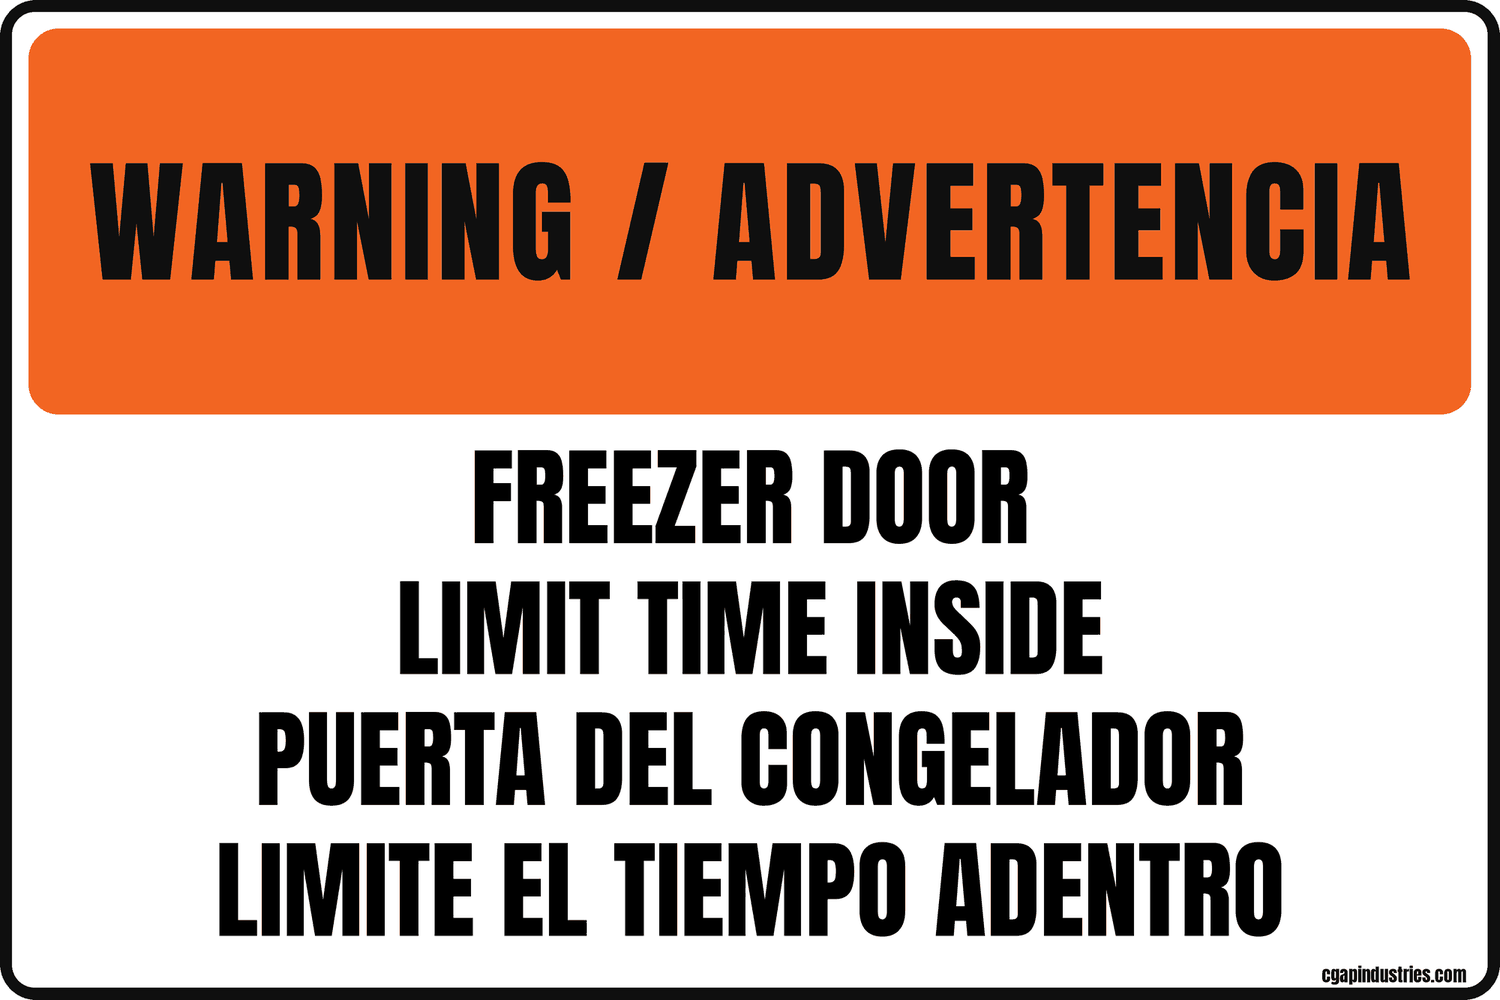 WARNING / ADVERTENCIA
FREEZER DOOR
LIMIT TIME INSIDE
PUERTA DEL CONGELADOR
LIMITE EL TIEMPO ADENTRO
cgapindustries.com